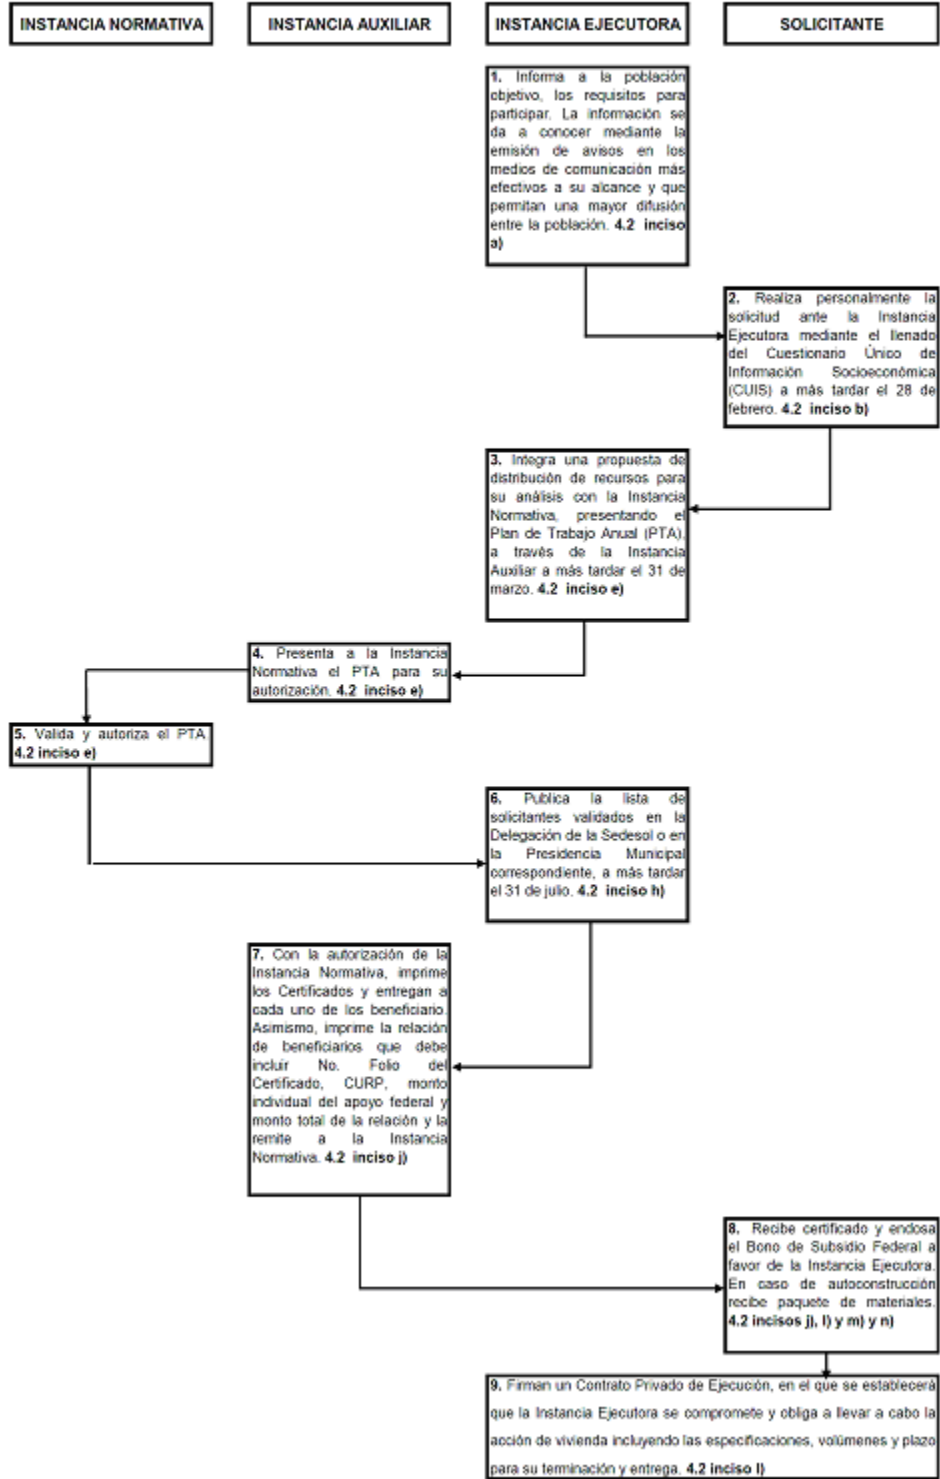 INSTANCIA NORMATIVA
INSTANCIA AUXILIAR
INSTANCIA EJECUTORA
SOLICITANTE
1. Informa a la población
objetivo, los requisitos para
participar. La información se
da a conocer mediante la
emisión de avisos en los
medios de comunicación más
efectivos a su alcance y que
permitan una mayor difusión
entre la población. 4.2 inciso
a)
2. Realiza personalmente la
solicitud ante la Instancia
Ejecutora mediante el llenado
del Cuestionario Único de
Información Socioeconómica
(CUIS) a más tardar el 28 de
febrero. 4.2 inciso b)
3. Integra una propuesta de
distribución de recursos para
su análisis con la Instancia
Normativa, presentando el
Plan de Trabajo Anual (PTA),
a través de la Instancia
Auxiliar a más tardar el 31 de
marzo. 4.2 inciso e)
4. Presenta a la Instancia
Normativa el PTA para su
autorización. 4.2 inciso e)
5. Valida y autoriza el PTA
4.2 inciso e)
6. Publica la lista de
solicitantes validados en la
Delegación de la Sedesol o en
la Presidencia Municipal
correspondiente, a más tardar
el 31 de julio. 4.2 inciso h)
7. Con la autorización de la
Instancia Normativa, imprime
los Certificados y entregan a
cada uno de los beneficiario.
Asimismo, imprime la relación
de beneficiarios que debe
incluir No. Folio del
Certificado, CURP, monto
individual del apoyo federal y
monto total de la relación y la
remite a la Instancia
Normativa. 4.2 inciso j)
8. Recibe certificado y endosa
el Bono de Subsidio Federal a
favor de la Instancia Ejecutora.
En caso de autoconstrucción
recibe paquete de materiales.
4.2 incisos j), l) y m) y n)
9. Firman un Contrato Privado de Ejecución, en el que se establecerá
que la Instancia Ejecutora se compromete y obliga a llevar a cabo la
acción de vivienda incluyendo las especificaciones, volúmenes y plazo
para su terminación y entrega. 4.2 inciso l)